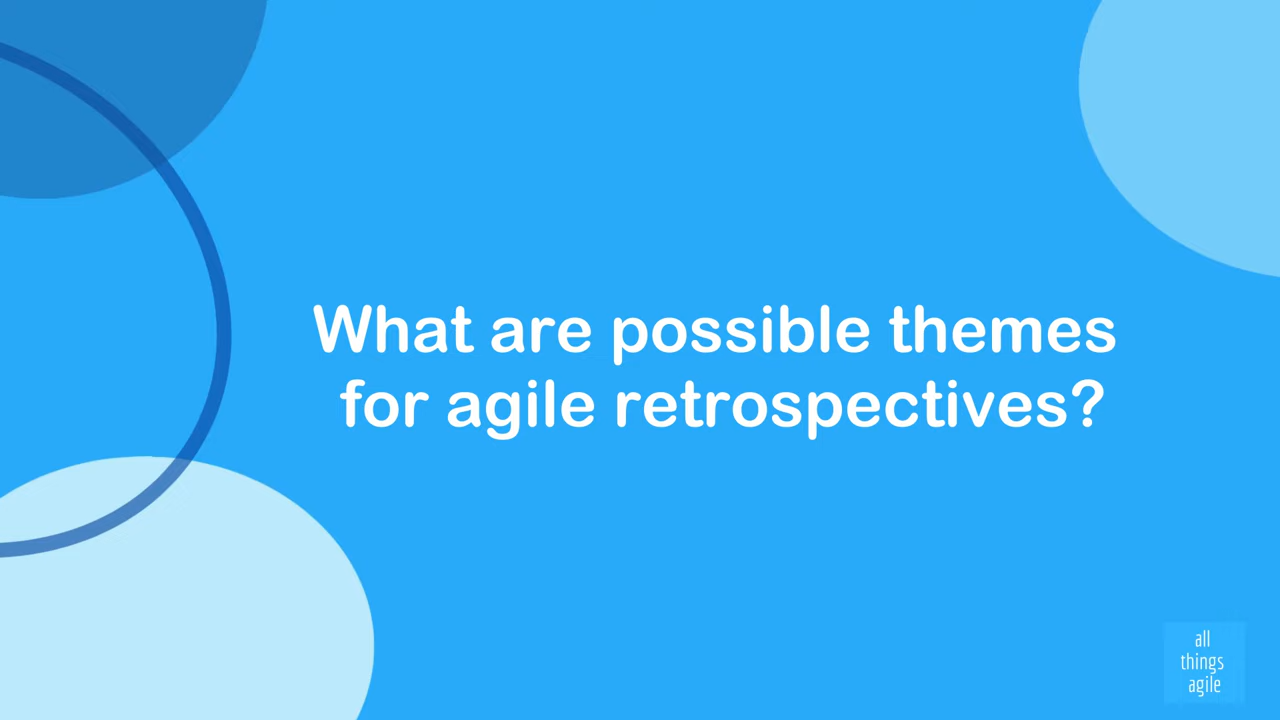 What are possible themes
for agile retrospectives?
all
things
agile